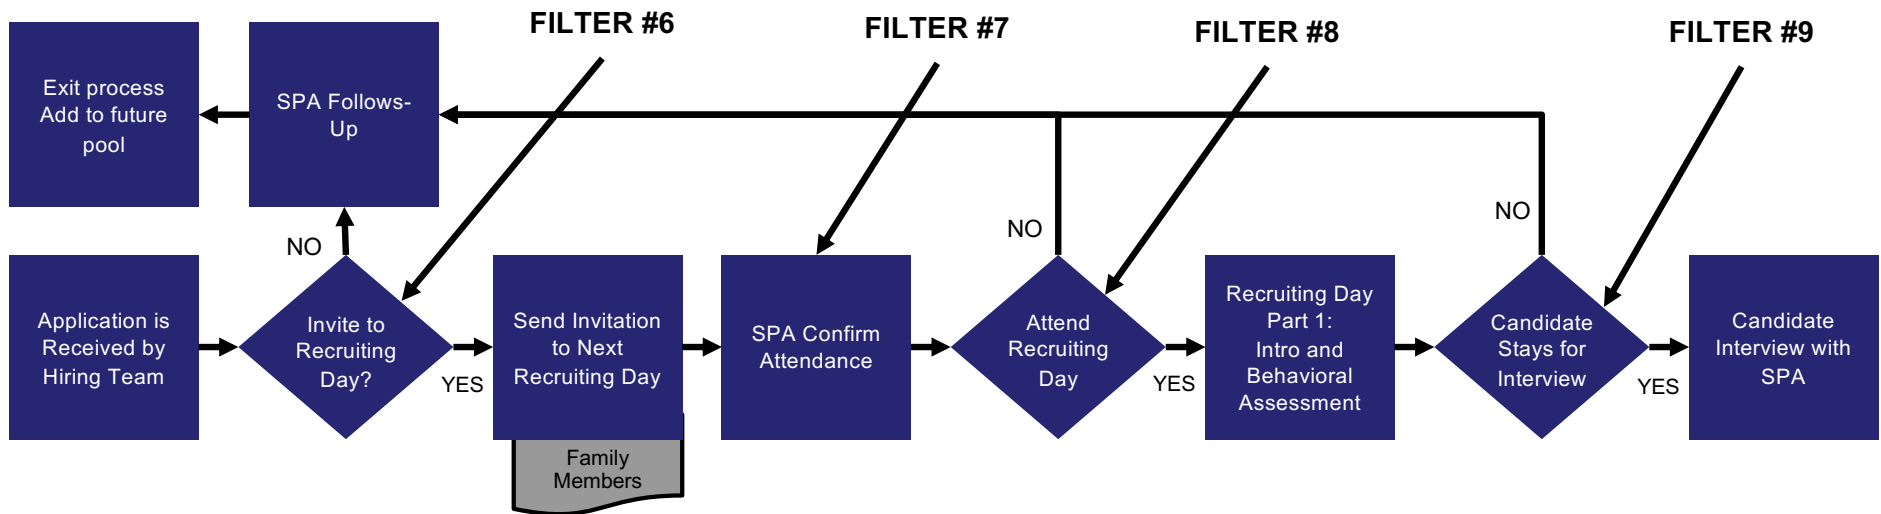 FILTER #6
FILTER #7
FILTER #8
FILTER #9
Exit process
Add to future
pool
SPA Follows-
Up
NO
NO
NO
Application is
Received by
Hiring Team
Invite to
Recruiting
Day?
YES
Send Invitation
to Next
Recruiting Day
Family
Members
SPA Confirm
Attendance
Attend
Recruiting
Day
YES
Recruiting Day
Part 1:
Intro and
Behavioral
Assessment
Candidate
Stays for
Interview
YES
Candidate
Interview with
SPA